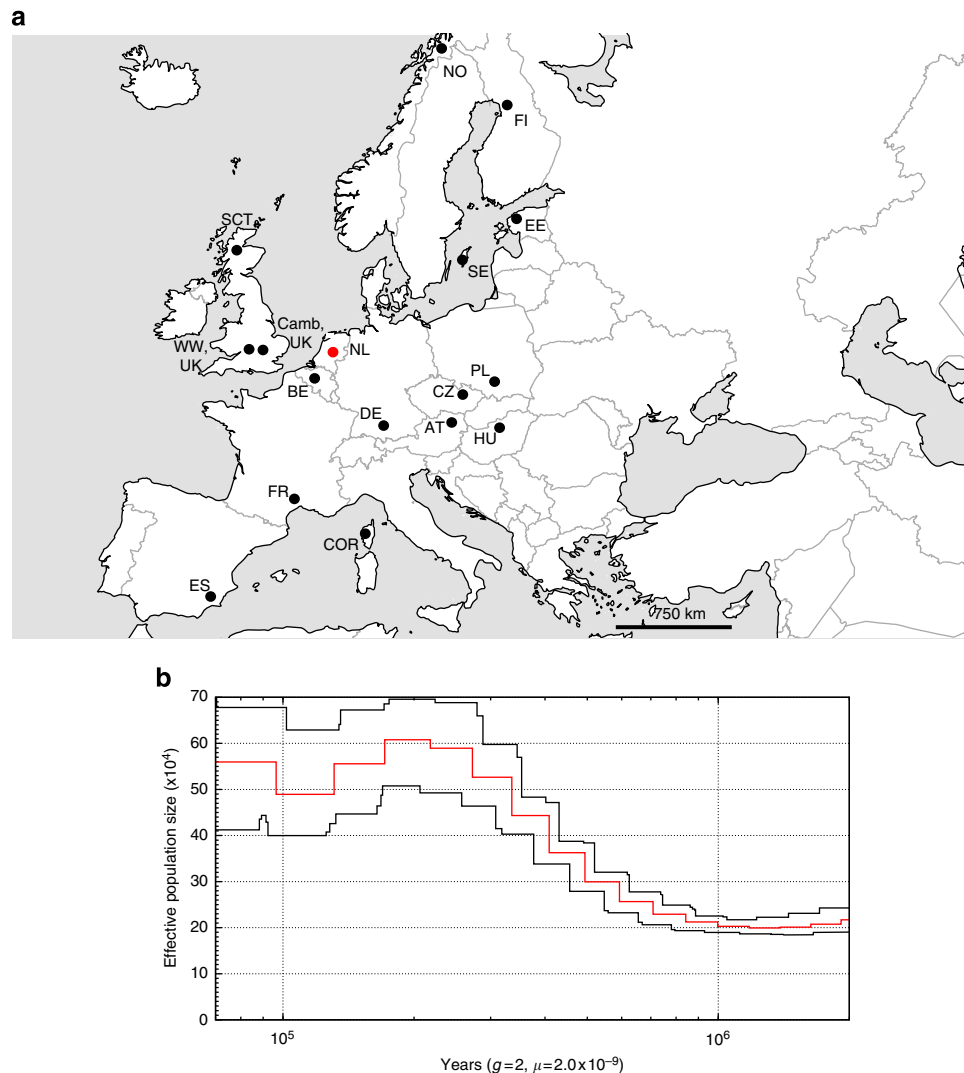 a
NO
FI
SCT
EE
SE
Camb,
UK
WW,
UK
NL
BE
PL
CZ
DE
AT
HU
FR
COR
ES
750 km
b
70
60
50
40
30
20
10
0
Effective population size (x10⁴)
10⁵
10⁶
Years (g=2, μ=2.0x10⁻⁹)